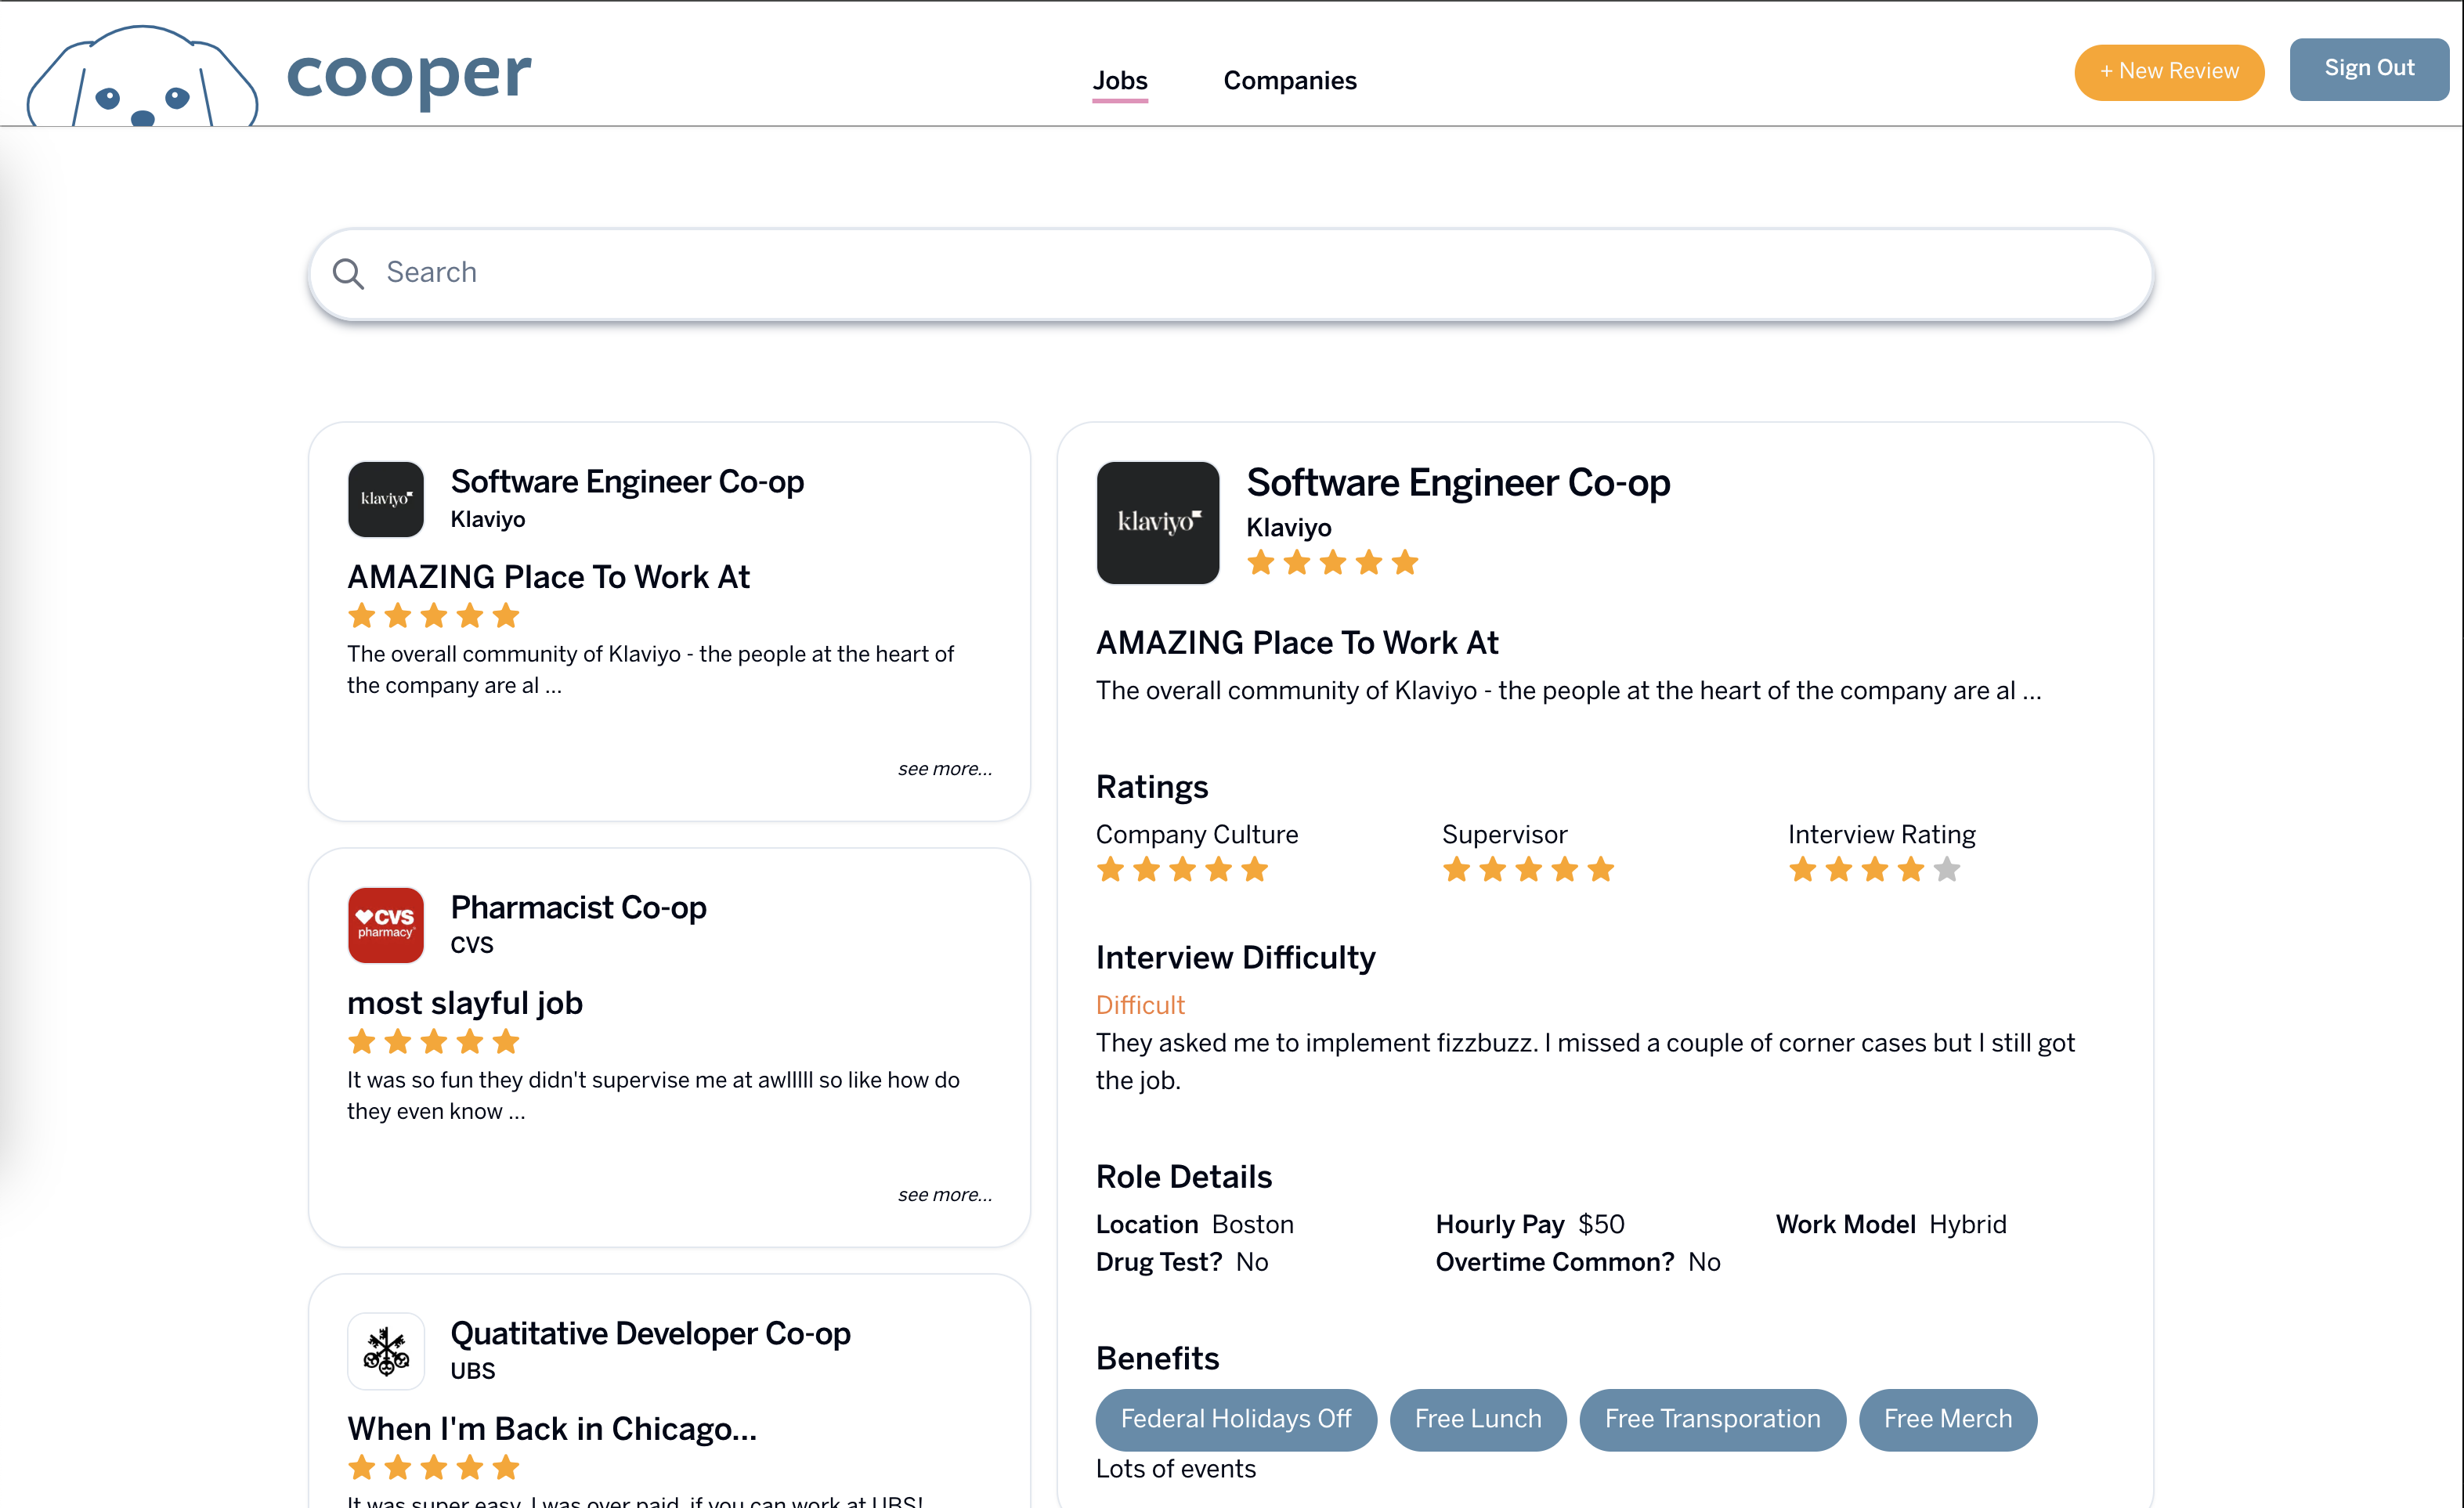 cooper
Jobs
Companies
+ New Review
Sign Out
Search
klaviyo
Software Engineer Co-op
Klaviyo
AMAZING Place To Work At
The overall community of Klaviyo - the people at the heart of
the company are al ...
see more...
CVS
pharmacy
Pharmacist Co-op
CVS
most slayful job
It was so fun they didn't supervise me at awlllll so like how do
they even know ...
see more...
Quatitative Developer Co-op
UBS
When I'm Back in Chicago...
It was super easy, I was over paid, if you can work at UBS!
klaviyo
Software Engineer Co-op
Klaviyo
AMAZING Place To Work At
The overall community of Klaviyo - the people at the heart of the company are al ...
Ratings
Company Culture
Supervisor
Interview Rating
Interview Difficulty
Difficult
They asked me to implement fizzbuzz. I missed a couple of corner cases but I still got
the job.
Role Details
Location Boston
Hourly Pay $50
Work Model Hybrid
Drug Test? No
Overtime Common? No
Benefits
Federal Holidays Off
Free Lunch
Free Transporation
Free Merch
Lots of events